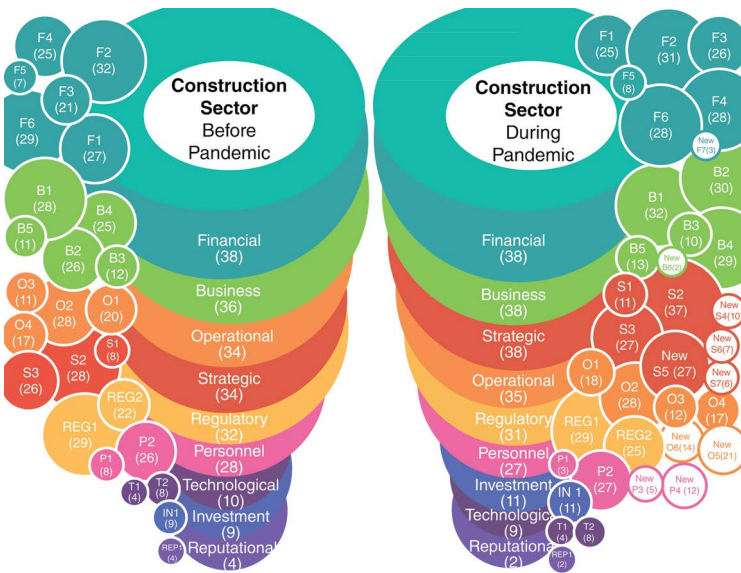 Construction
Sector
Before
Pandemic
F4
(25)
F2
(32)
F5
(7)
F3
(21)
F6
(29)
F1
(27)
B1
(28)
B4
(25)
B5
(11)
B2
(26)
B3
(12)
O3
(11)
O2
(28)
O1
(20)
O4
(17)
S1
(8)
S2
(28)
S3
(26)
REG2
(22)
REG1
(29)
P2
(26)
P1
(8)
T1
(4)
T2
(8)
IN1
(9)
REP1
(4)
Financial
(38)
Business
(36)
Operational
(34)
Strategic
(34)
Regulatory
(32)
Personnel
(28)
Technological
(10)
Investment
(9)
Reputational
(4)
Construction
Sector
During
Pandemic
Financial
(38)
Business
(38)
Strategic
(38)
Operational
(35)
Regulatory
(31)
Personnel
(27)
Investment
(11)
Technologic
(9)
Reputationa
(2)
F1
(25)
F2
(31)
F3
(26)
F5
(8)
F4
(28)
F6
(28)
New
F7(3)
B2
(30)
B1
(32)
B3
(10)
B4
(29)
B5
(13)
New
B6(2)
S1
(11)
S2
(37)
New
S4(10)
S3
(27)
New
S6(7)
New
S5 (27)
New
S7(6)
O1
(18)
O2
(28)
O3
(12)
O4
(17)
REG1
(29)
REG2
(25)
New
O6(14)
New
O5(21)
P1
(3)
P2
(27)
New
P3 (5)
New
P4 (12)
IN 1
(11)
T1
(4)
T2
(8)
REP1
(2)